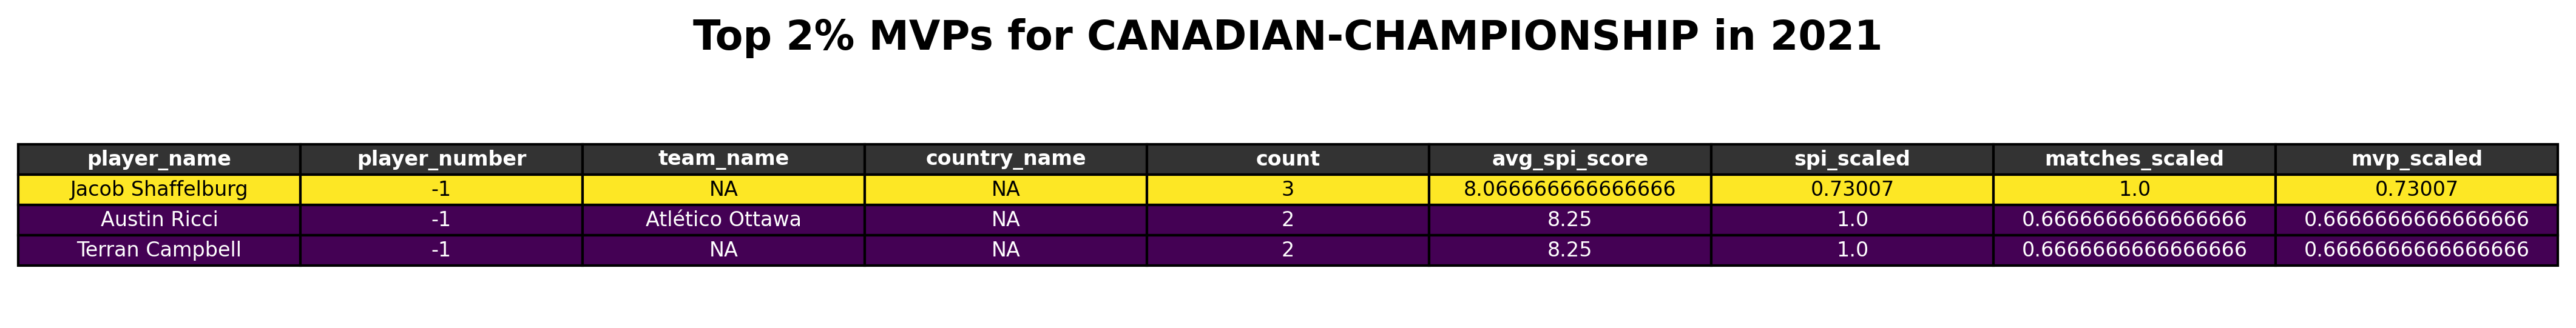 Top 2% MVPs for CANADIAN-CHAMPIONSHIP in 2021
player_name player_number team_name country_name count avg_spi_score spi_scaled matches_scaled mvp_scaled
Jacob Shaffelburg -1 NA NA 3 8.066666666666666 0.73007 1.0 0.73007
Austin Ricci -1 Atlético Ottawa NA 2 8.25 1.0 0.6666666666666666 0.6666666666666666
Terran Campbell -1 NA NA 2 8.25 1.0 0.6666666666666666 0.6666666666666666